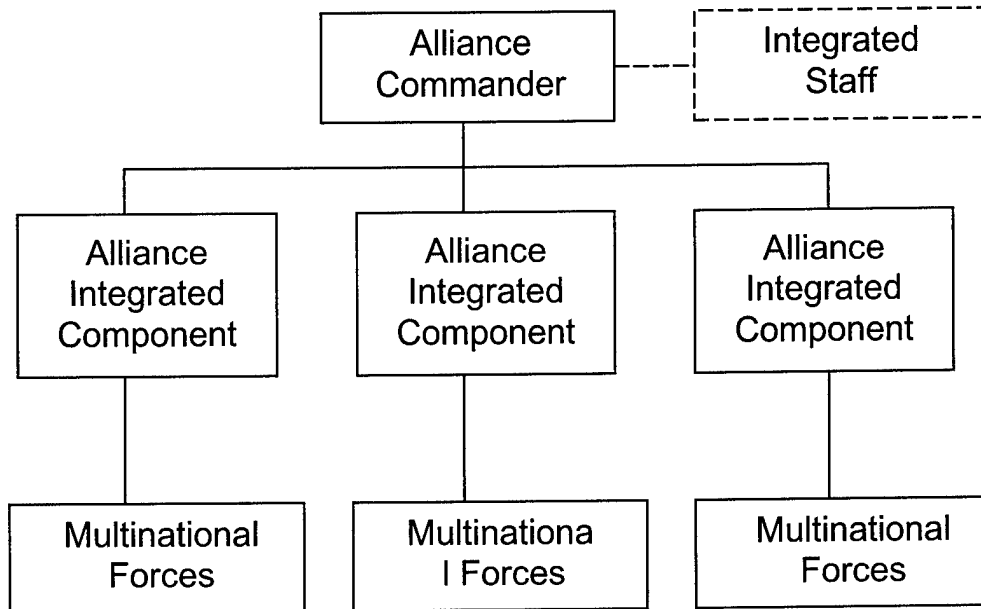 Alliance
Commander
Integrated
Staff
Alliance
Integrated
Component
Alliance
Integrated
Component
Alliance
Integrated
Component
Multinational
Forces
Multinationa
l Forces
Multinational
Forces